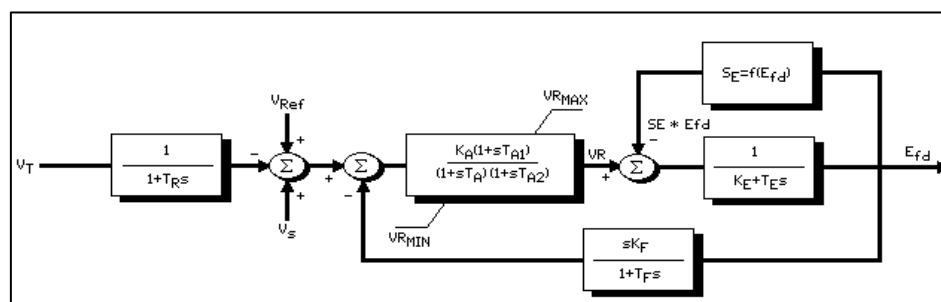 S_E=f(E_fd)
V_Ref
VR_MAX
+
SE * Efd
−
V_T
1
1+T_Rs
−
Σ
+
Σ
K_A(1+sT_A1)
(1+sT_A)(1+sT_A2)
VR
+
Σ
1
K_E+T_Es
E_fd
+
−
V_s
VR_MIN
sK_F
1+T_Fs